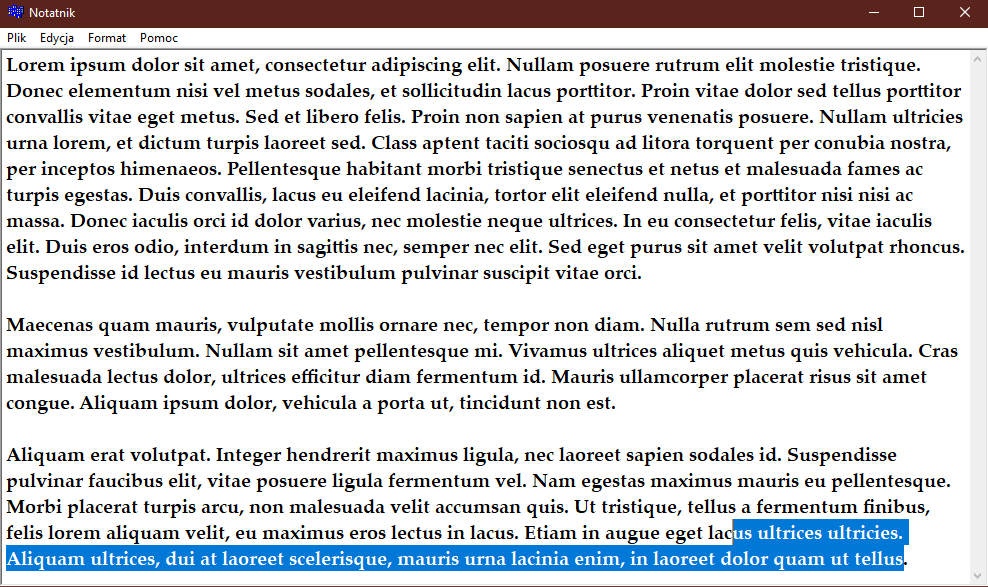 Notatnik
Plik Edycja Format Pomoc
Lorem ipsum dolor sit amet, consectetur adipiscing elit. Nullam posuere rutrum elit molestie tristique.
Donec elementum nisi vel metus sodales, et sollicitudin lacus porttitor. Proin vitae dolor sed tellus porttitor
convallis vitae eget metus. Sed et libero felis. Proin non sapien at purus venenatis posuere. Nullam ultricies
urna lorem, et dictum turpis laoreet sed. Class aptent taciti sociosqu ad litora torquent per conubia nostra,
per inceptos himenaeos. Pellentesque habitant morbi tristique senectus et netus et malesuada fames ac
turpis egestas. Duis convallis, lacus eu eleifend lacinia, tortor elit eleifend nulla, et porttitor nisi nisi ac
massa. Donec iaculis orci id dolor varius, nec molestie neque ultrices. In eu consectetur felis, vitae iaculis
elit. Duis eros odio, interdum in sagittis nec, semper nec elit. Sed eget purus sit amet velit volutpat rhoncus.
Suspendisse id lectus eu mauris vestibulum pulvinar suscipit vitae orci.
Maecenas quam mauris, vulputate mollis ornare nec, tempor non diam. Nulla rutrum sem sed nisl
maximus vestibulum. Nullam sit amet pellentesque mi. Vivamus ultrices aliquet metus quis vehicula. Cras
malesuada lectus dolor, ultrices efficitur diam fermentum id. Mauris ullamcorper placerat risus sit amet
congue. Aliquam ipsum dolor, vehicula a porta ut, tincidunt non est.
Aliquam erat volutpat. Integer hendrerit maximus ligula, nec laoreet sapien sodales id. Suspendisse
pulvinar faucibus elit, vitae posuere ligula fermentum vel. Nam egestas maximus mauris eu pellentesque.
Morbi placerat turpis arcu, non malesuada velit accumsan quis. Ut tristique, tellus a fermentum finibus,
felis lorem aliquam velit, eu maximus eros lectus in lacus. Etiam in augue eget lacus ultrices ultricies.
Aliquam ultrices, dui at laoreet scelerisque, mauris urna lacinia enim, in laoreet dolor quam ut tellus.